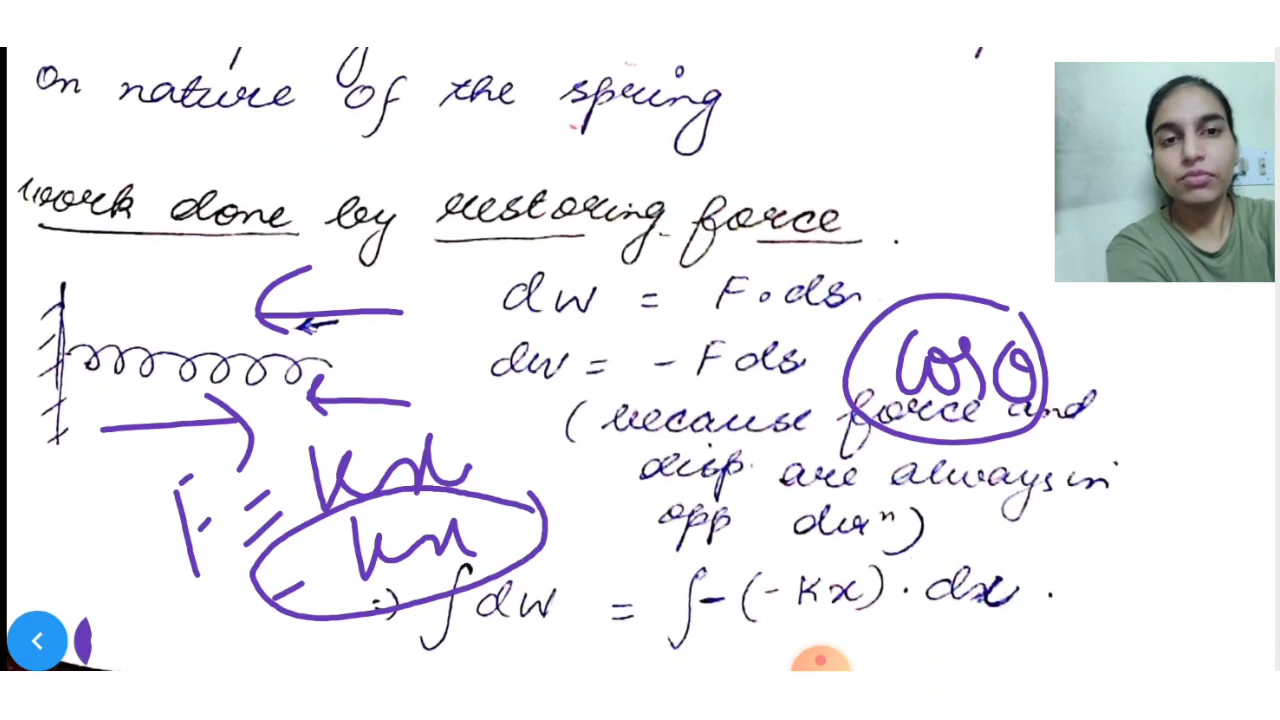 on nature of the spring
work done by restoring force.
dw = F.ds
dw = - F ds
cos θ
(because force and
disp. are always in
opp dirⁿ)
F = kx
- kx
⇒ ∫dw = ∫-(-Kx).dx.